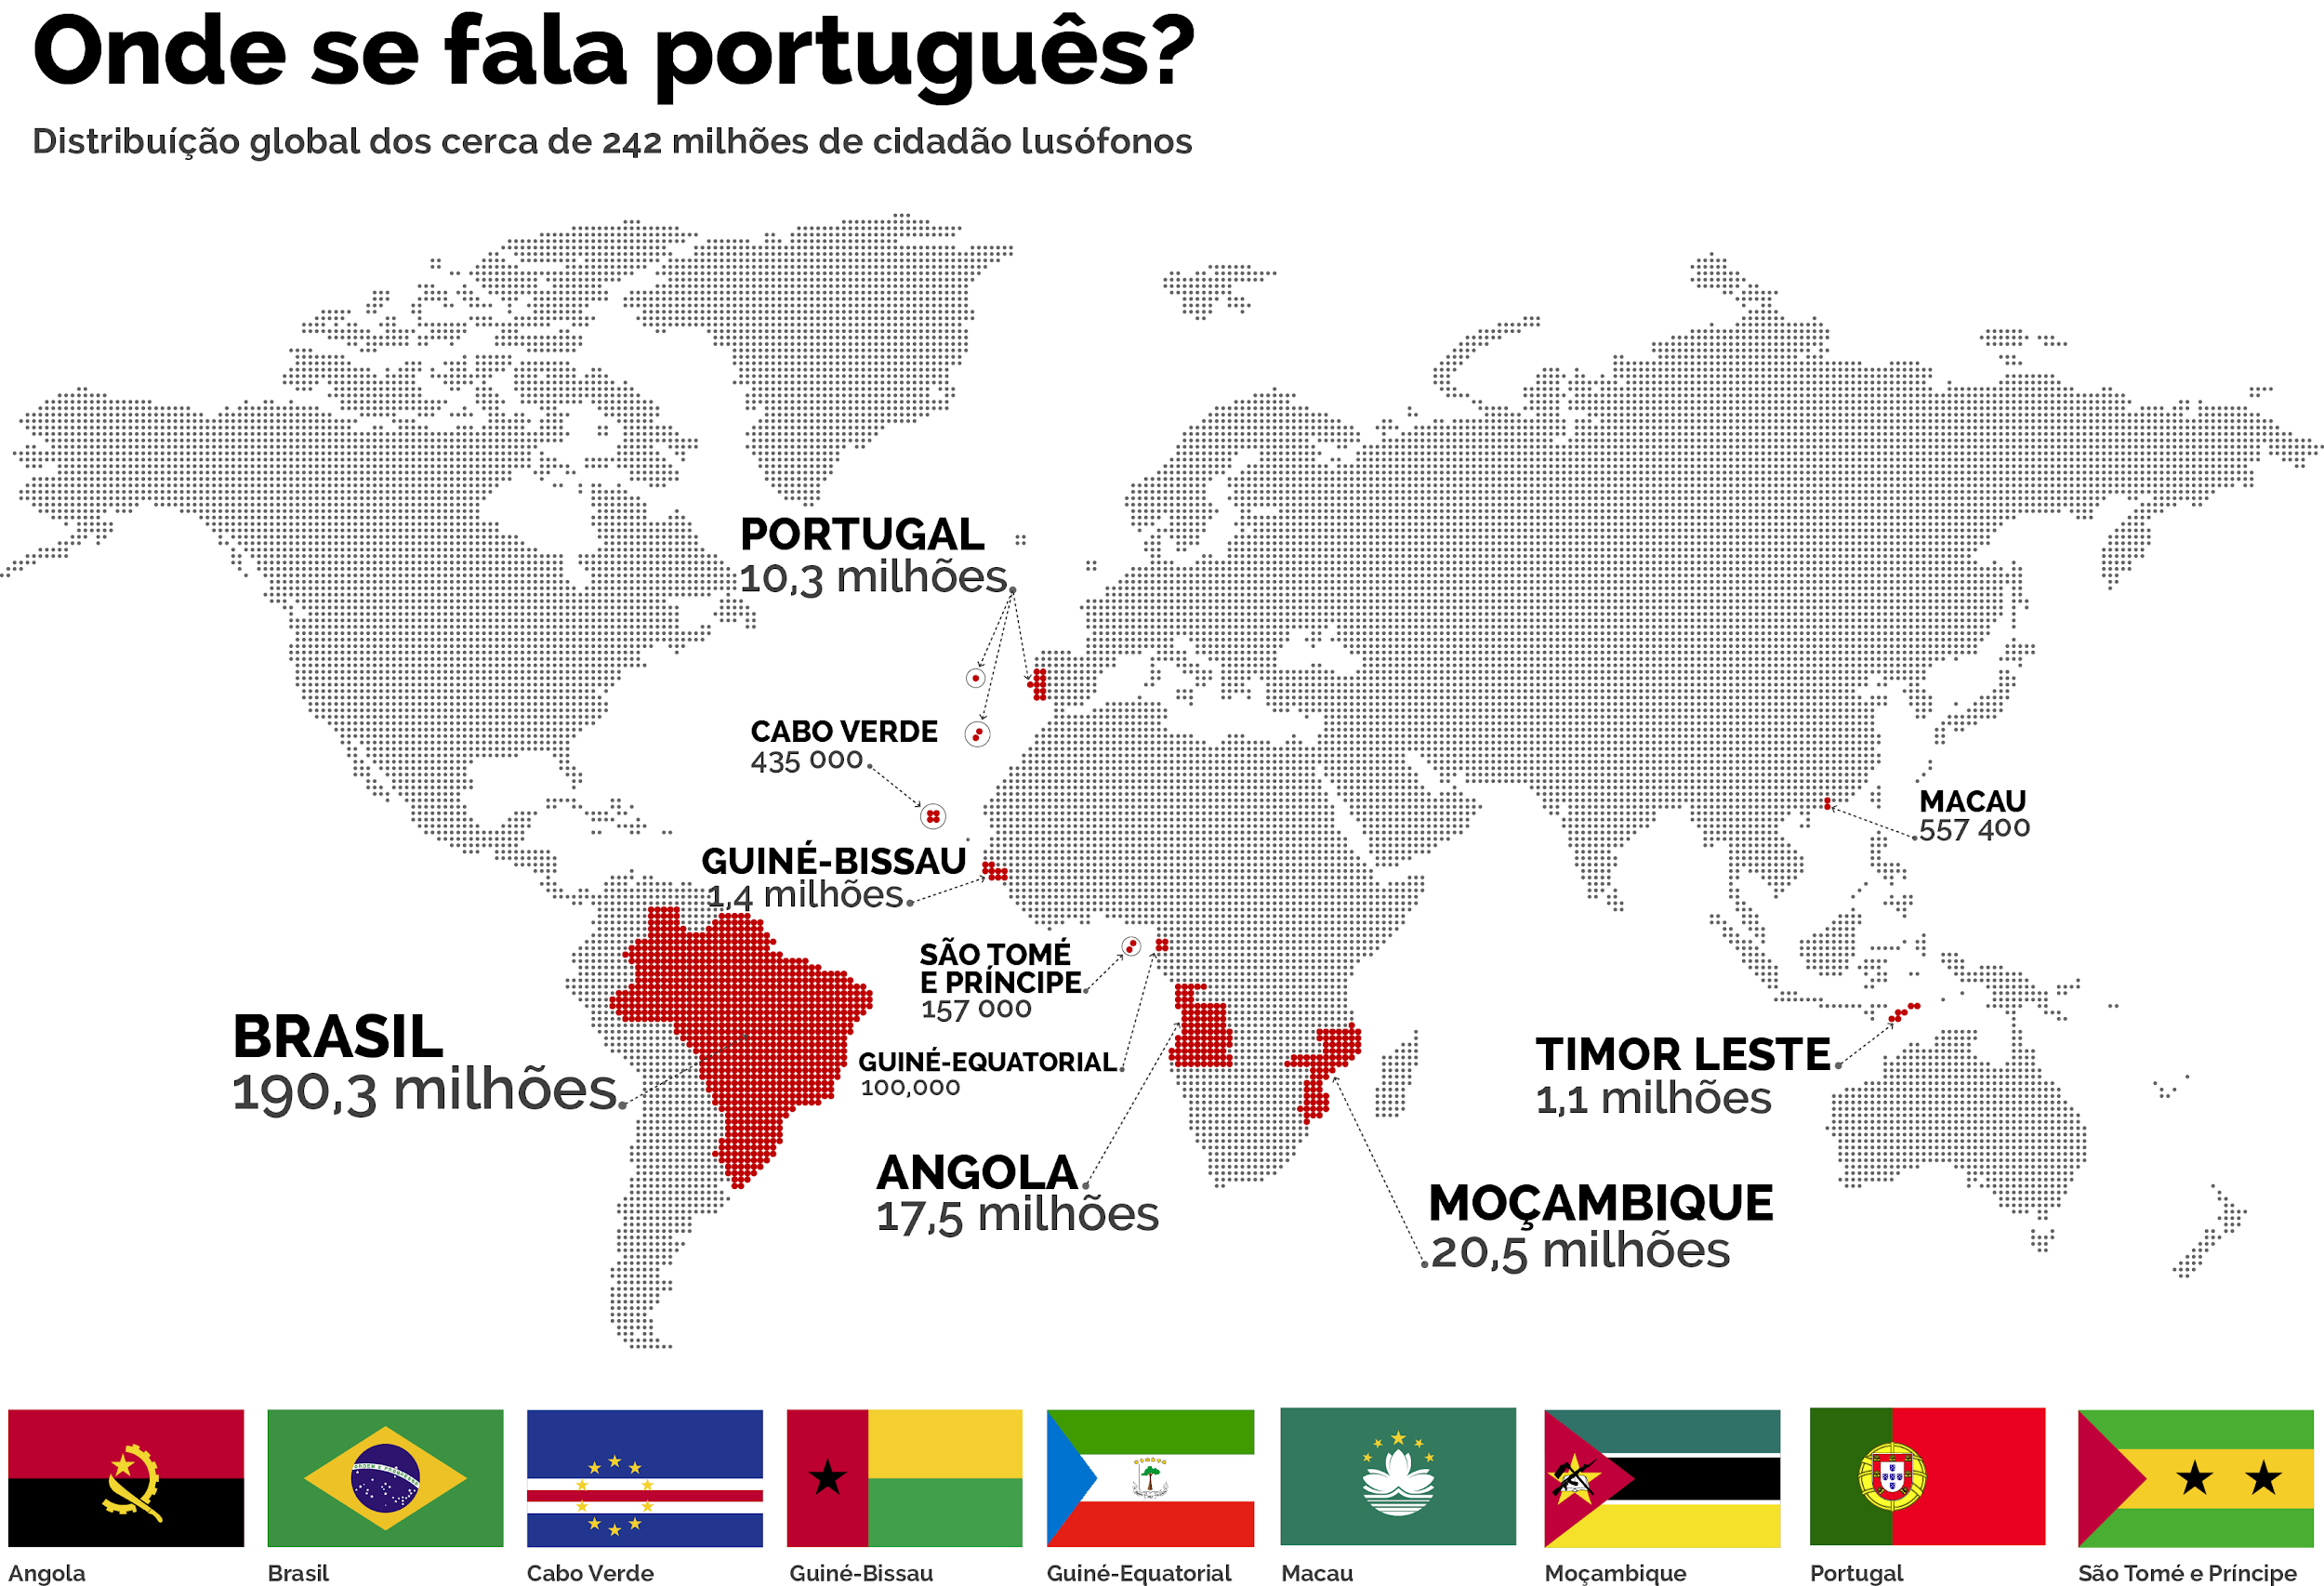 Onde se fala português?
Distribuíção global dos cerca de 242 milhões de cidadão lusófonos
PORTUGAL
10,3 milhões
CABO VERDE
435 000
MACAU
557 400
GUINÉ-BISSAU
1,4 milhões
SÃO TOMÉ
E PRÍNCIPE
157 000
BRASIL
190,3 milhões
GUINÉ-EQUATORIAL
100,000
TIMOR LESTE
1,1 milhões
ANGOLA
17,5 milhões
MOÇAMBIQUE
20,5 milhões
Angola
Brasil
Cabo Verde
Guiné-Bissau
Guiné-Equatorial
Macau
Moçambique
Portugal
São Tomé e Príncipe